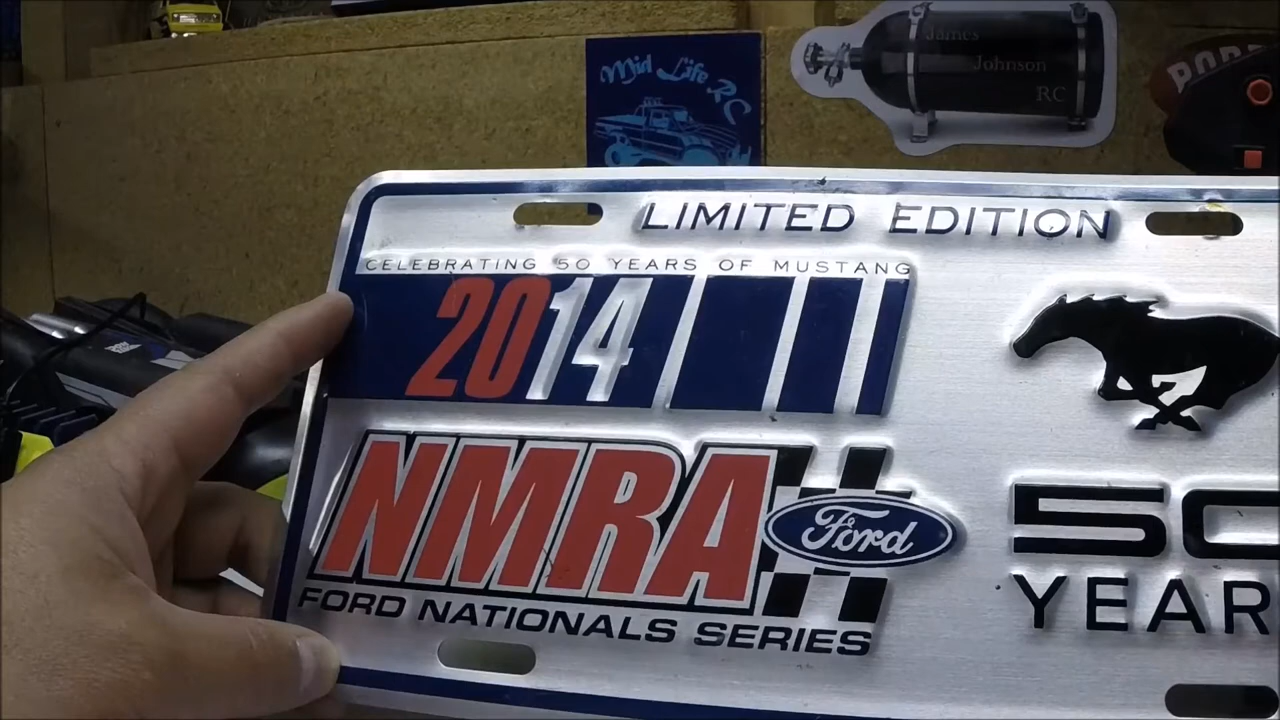 Mid Life RC
James
Johnson
RC
LIMITED EDITION
CELEBRATING 50 YEARS OF MUSTANG
2014
NMRA
Ford
FORD NATIONALS SERIES
50
YEAR